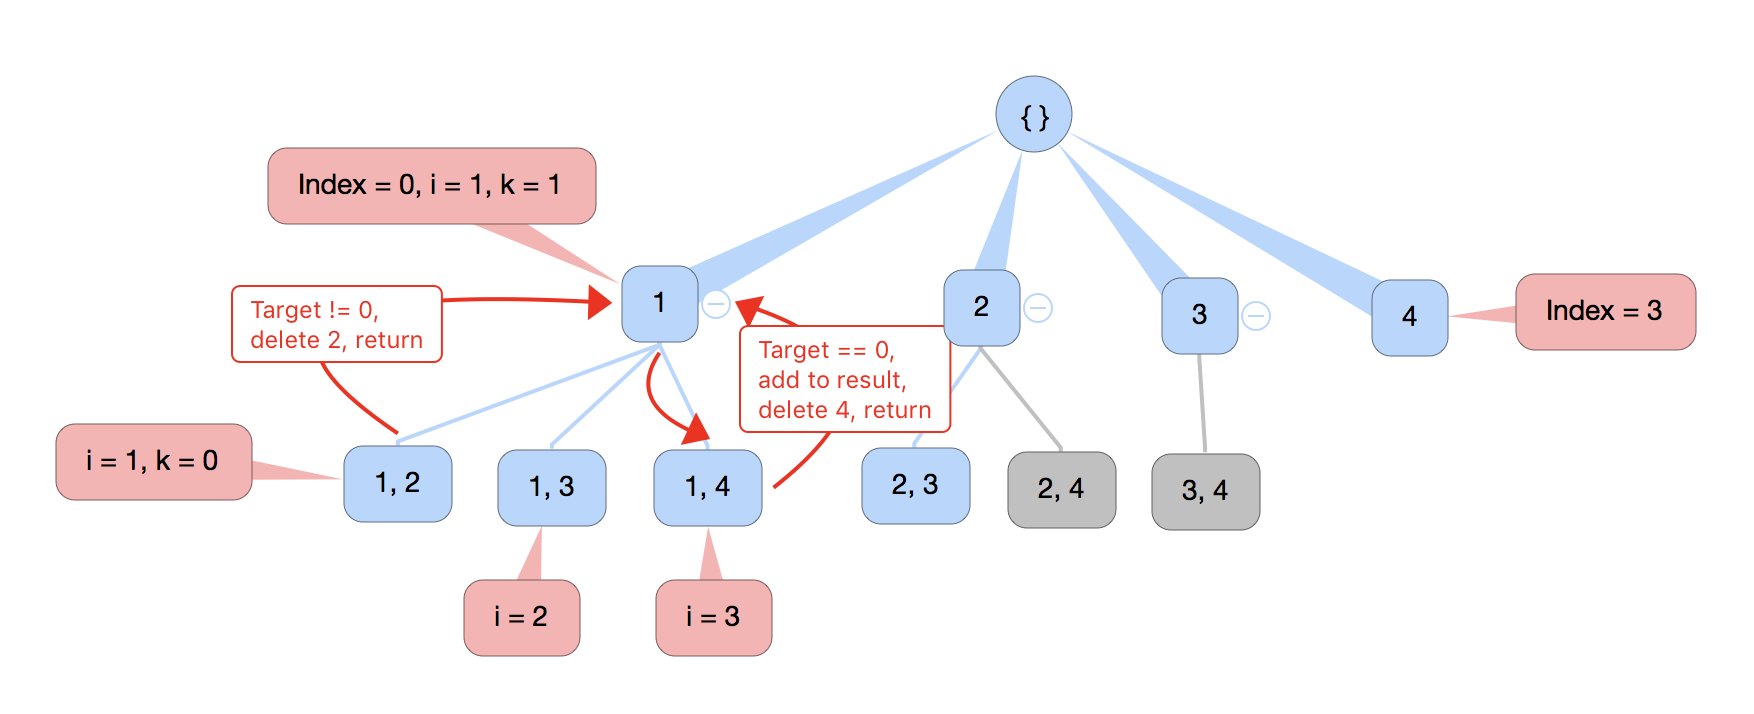 { }
Index = 0, i = 1, k = 1
1
2
3
4
Index = 3
Target != 0,
delete 2, return
Target == 0,
add to result,
delete 4, return
i = 1, k = 0
1, 2
1, 3
1, 4
2, 3
2, 4
3, 4
i = 2
i = 3